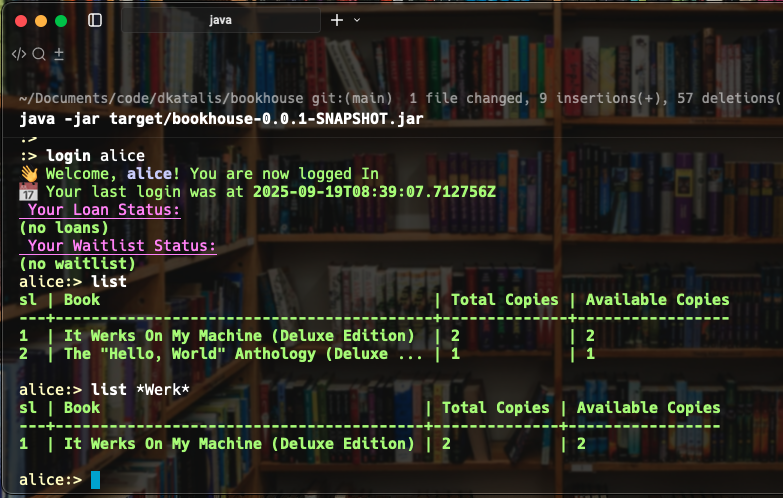 java
~/Documents/code/dkatalis/bookhouse git:(main) 1 file changed, 9 insertions(+), 57 deletions(
java -jar target/bookhouse-0.0.1-SNAPSHOT.jar
:>
:> login alice
👋 Welcome, alice! You are now logged In
📅 Your last login was at 2025-09-19T08:39:07.712756Z
Your Loan Status:
(no loans)
Your Waitlist Status:
(no waitlist)
alice:> list
sl | Book | Total Copies | Available Copies
---+------------------------------------------+--------------+-----------------
1 | It Werks On My Machine (Deluxe Edition) | 2 | 2
2 | The "Hello, World" Anthology (Deluxe ... | 1 | 1
alice:> list *Werk*
sl | Book | Total Copies | Available Copies
---+-----------------------------------------+--------------+-----------------
1 | It Werks On My Machine (Deluxe Edition) | 2 | 2
alice:>